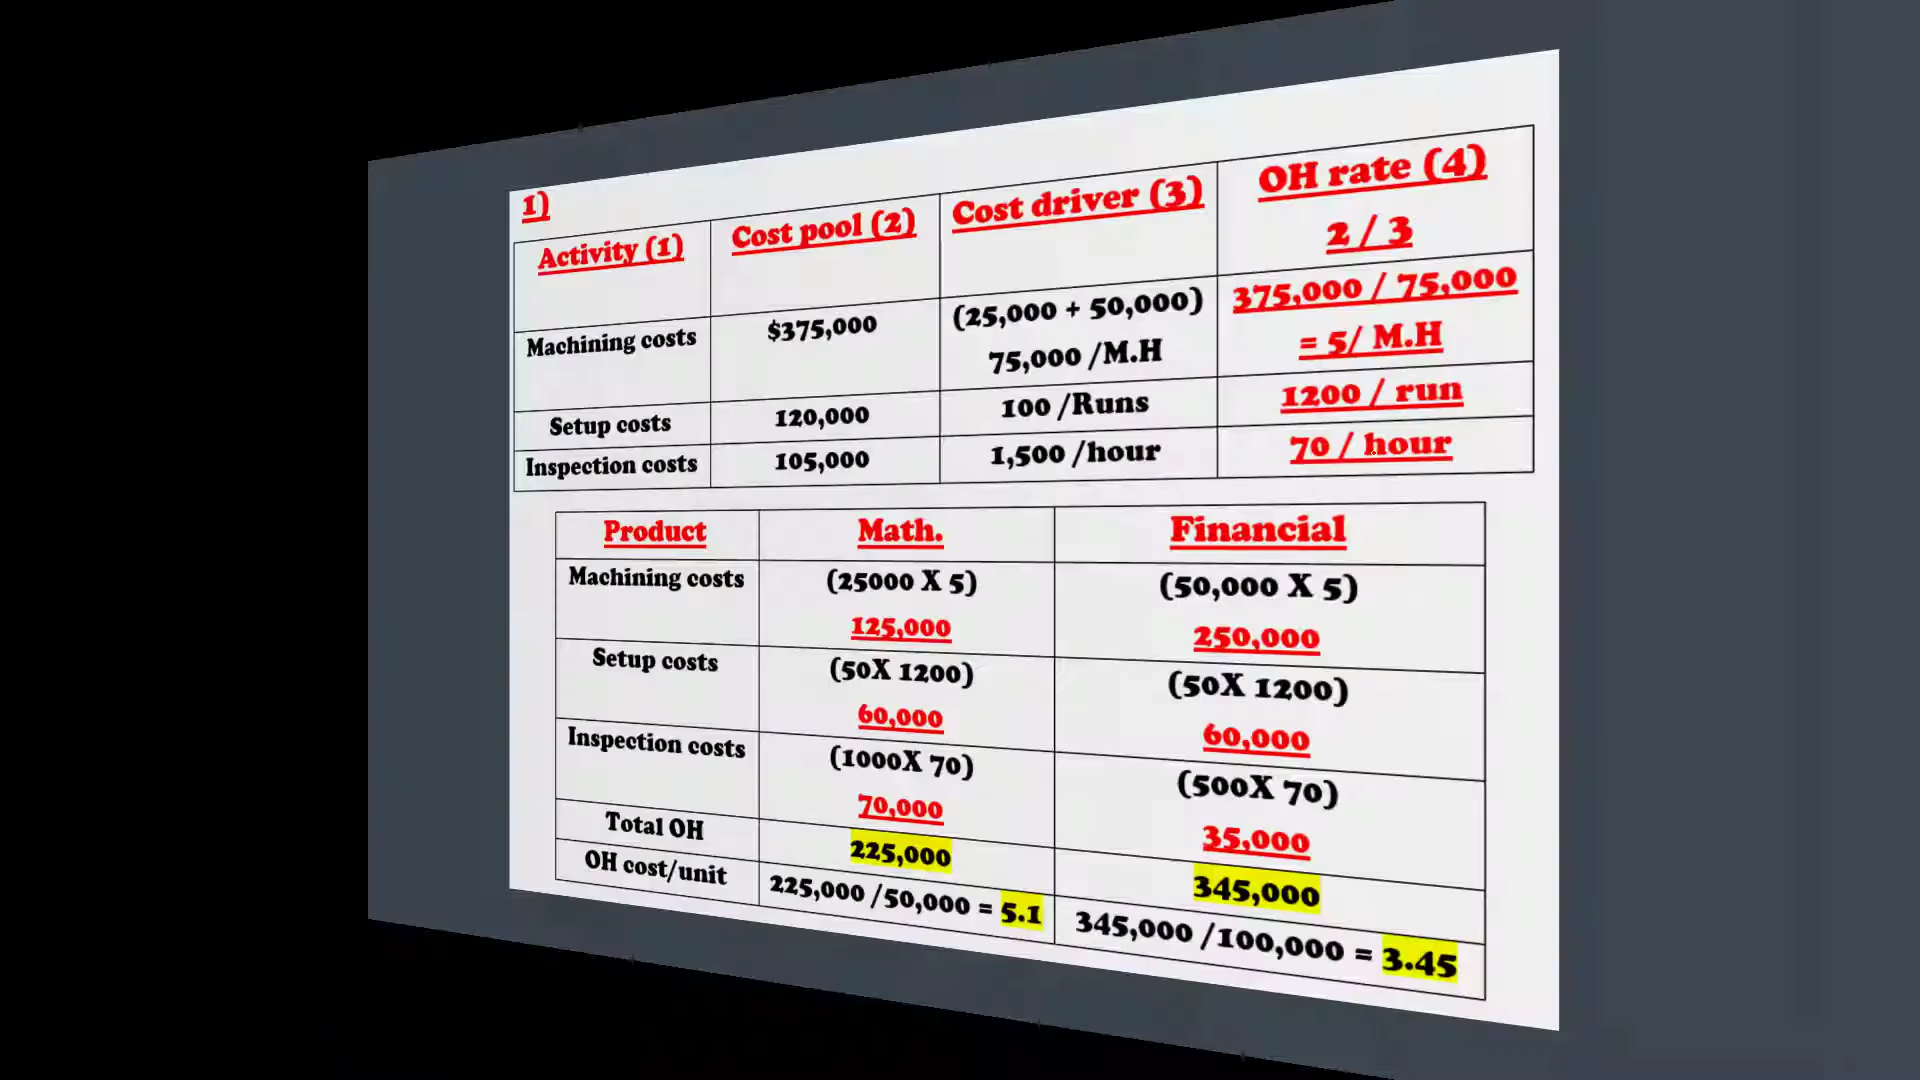 1)
Activity (1) Cost pool (2) Cost driver (3) OH rate (4)
2 / 3
Machining costs $375,000 (25,000 + 50,000) 375,000 / 75,000
75,000 /M.H = 5/ M.H
Setup costs 120,000 100 /Runs 1200 / run
Inspection costs 105,000 1,500 /hour 70 / hour
Product Math. Financial
Machining costs (25000 X 5) (50,000 X 5)
125,000 250,000
Setup costs (50X 1200) (50X 1200)
60,000 60,000
Inspection costs (1000X 70) (500X 70)
70,000 35,000
Total OH 225,000 345,000
OH cost/unit 225,000 /50,000 = 5.1 345,000 /100,000 = 3.45